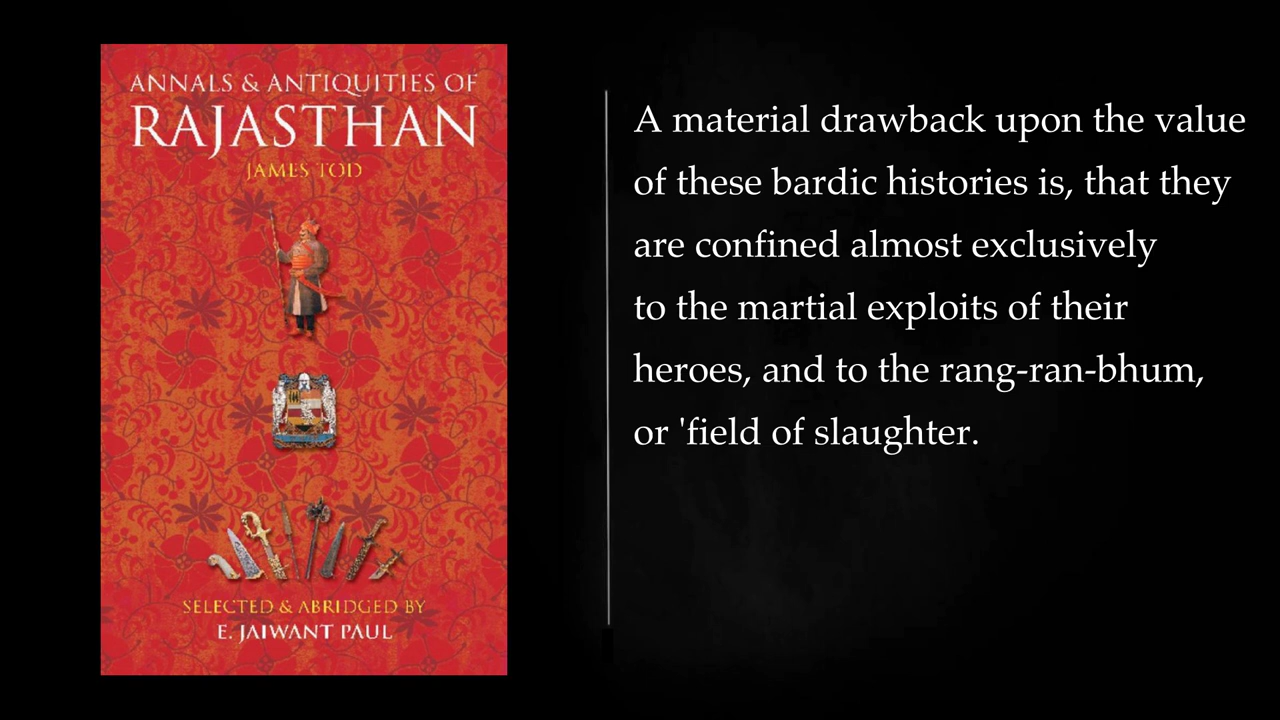 ANNALS & ANTIQUITIES OF
RAJASTHAN
JAMES TOD
SELECTED & ABRIDGED BY
E. JAIWANT PAUL
A material drawback upon the value
of these bardic histories is, that they
are confined almost exclusively
to the martial exploits of their
heroes, and to the rang-ran-bhum,
or 'field of slaughter.